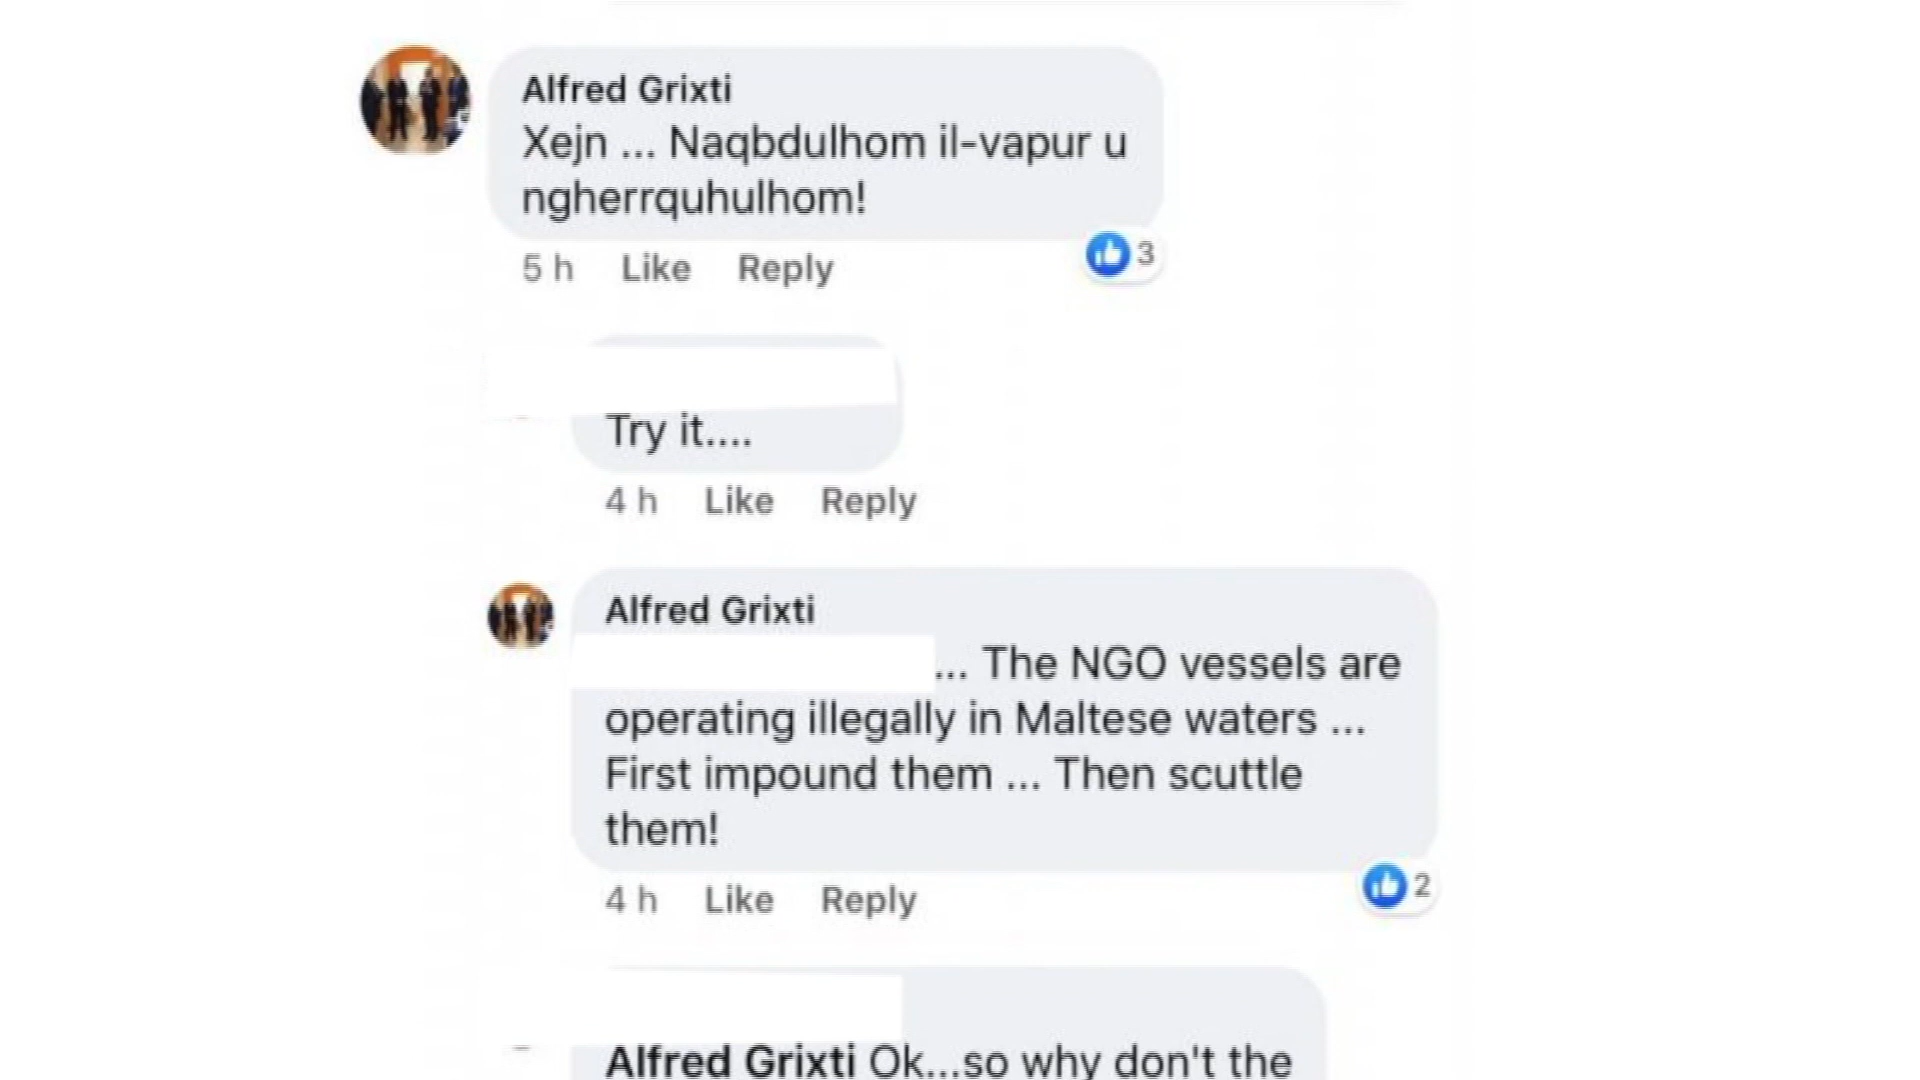 Alfred Grixti
Xejn ... Naqbdulhom il-vapur u
ngherrquhulhom!
5 h Like Reply 3
Try it....
4 h Like Reply
Alfred Grixti
... The NGO vessels are
operating illegally in Maltese waters ...
First impound them ... Then scuttle
them!
4 h Like Reply 2
Alfred Grixti Ok...so why don't the